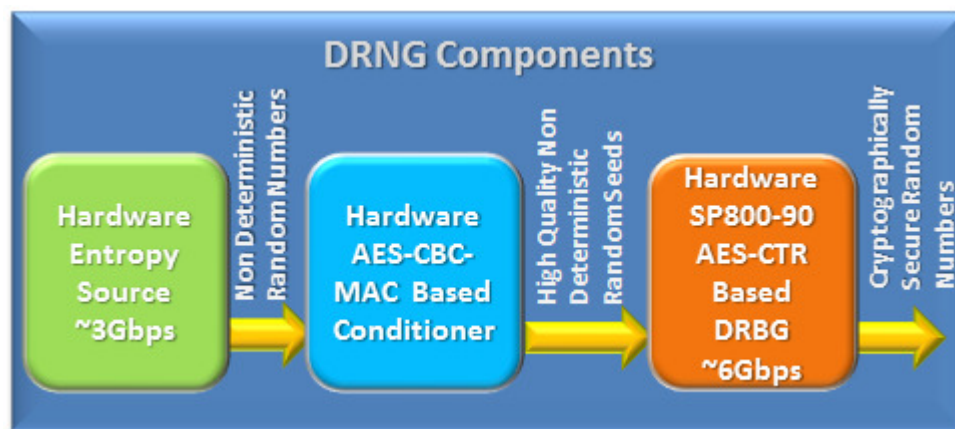 DRNG Components
Hardware
Entropy
Source
~3Gbps
Non Deterministic
Random Numbers
Hardware
AES-CBC-
MAC Based
Conditioner
High Quality Non
Deterministic
Random Seeds
Hardware
SP800-90
AES-CTR
Based
DRBG
~6Gbps
Cryptographically
Secure Random
Numbers